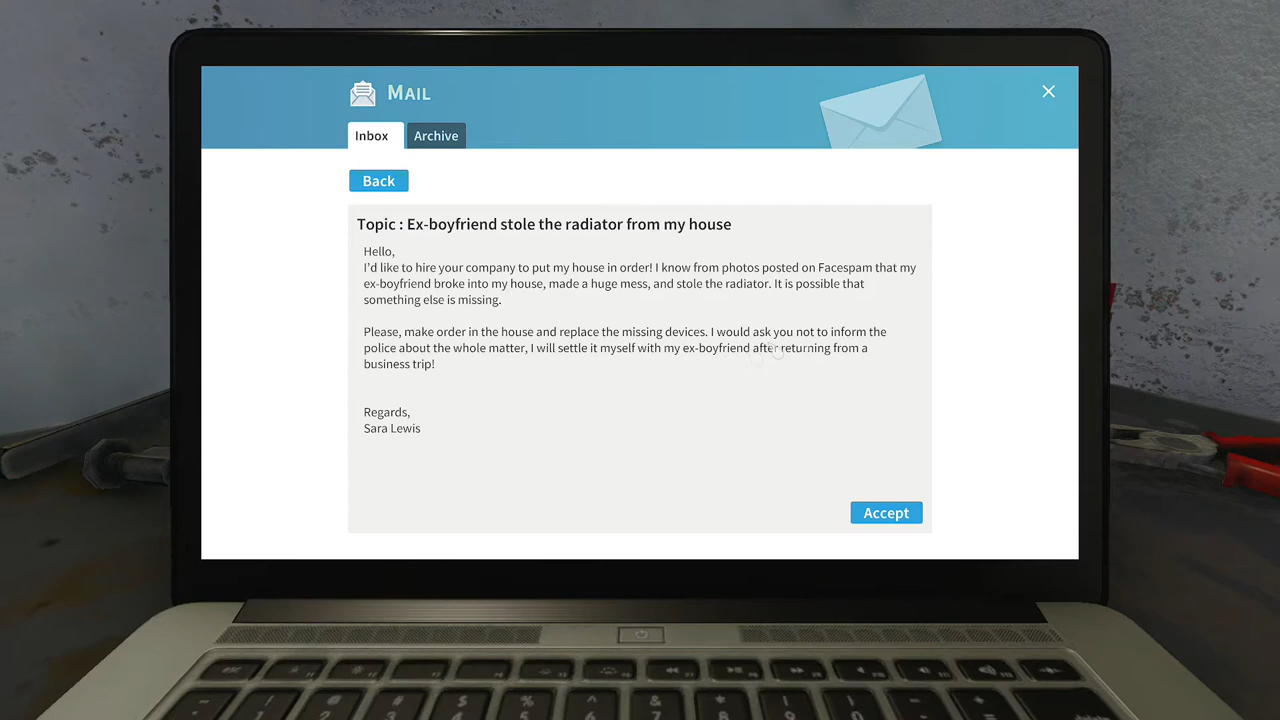 MAIL
Inbox
Archive
Back
Topic : Ex-boyfriend stole the radiator from my house
Hello,
I'd like to hire your company to put my house in order! I know from photos posted on Facespam that my
ex-boyfriend broke into my house, made a huge mess, and stole the radiator. It is possible that
something else is missing.
Please, make order in the house and replace the missing devices. I would ask you not to inform the
police about the whole matter, I will settle it myself with my ex-boyfriend after returning from a
business trip!
Regards,
Sara Lewis
Accept